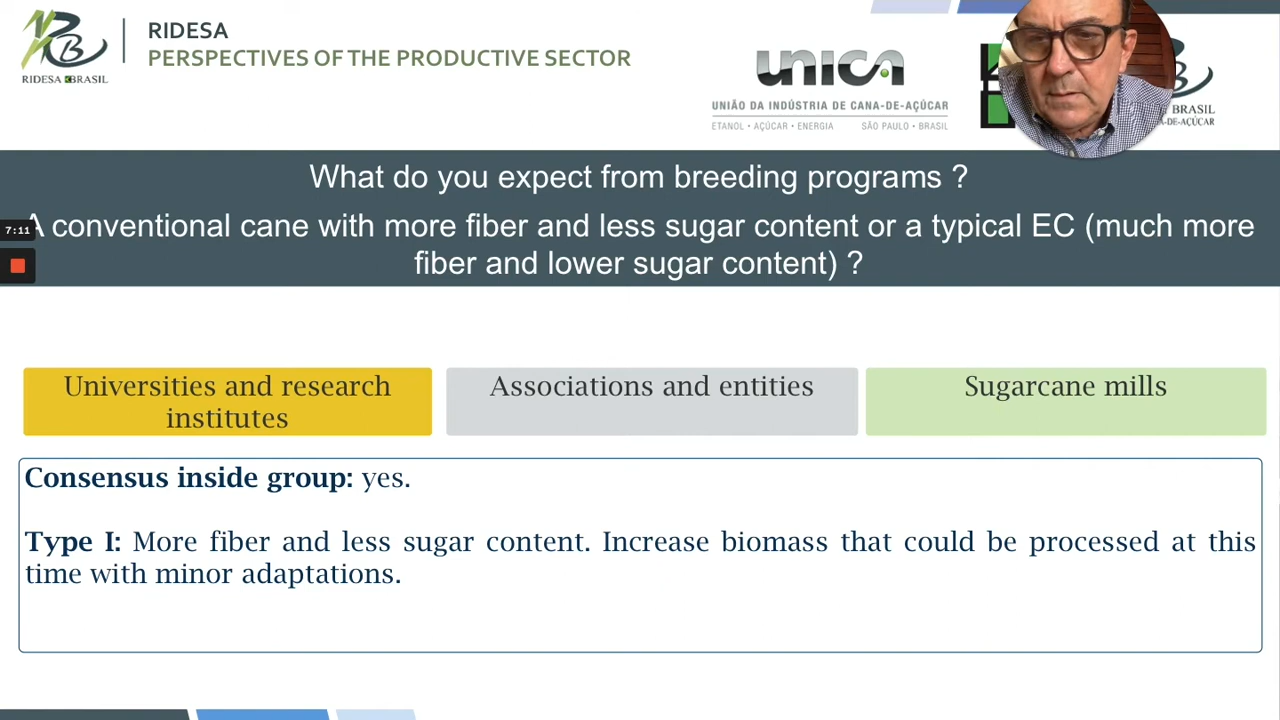 RIDESA
PERSPECTIVES OF THE PRODUCTIVE SECTOR
RIDESA BRASIL
UNICA
UNIÃO DA INDÚSTRIA DE CANA-DE-AÇÚCAR
ETANOL • AÇÚCAR • ENERGIA SÃO PAULO • BRASIL
BRASIL
-DE-AÇÚCAR
What do you expect from breeding programs ?
A conventional cane with more fiber and less sugar content or a typical EC (much more
fiber and lower sugar content) ?
7:11
Universities and research
institutes
Associations and entities
Sugarcane mills
Consensus inside group: yes.
Type I: More fiber and less sugar content. Increase biomass that could be processed at this
time with minor adaptations.